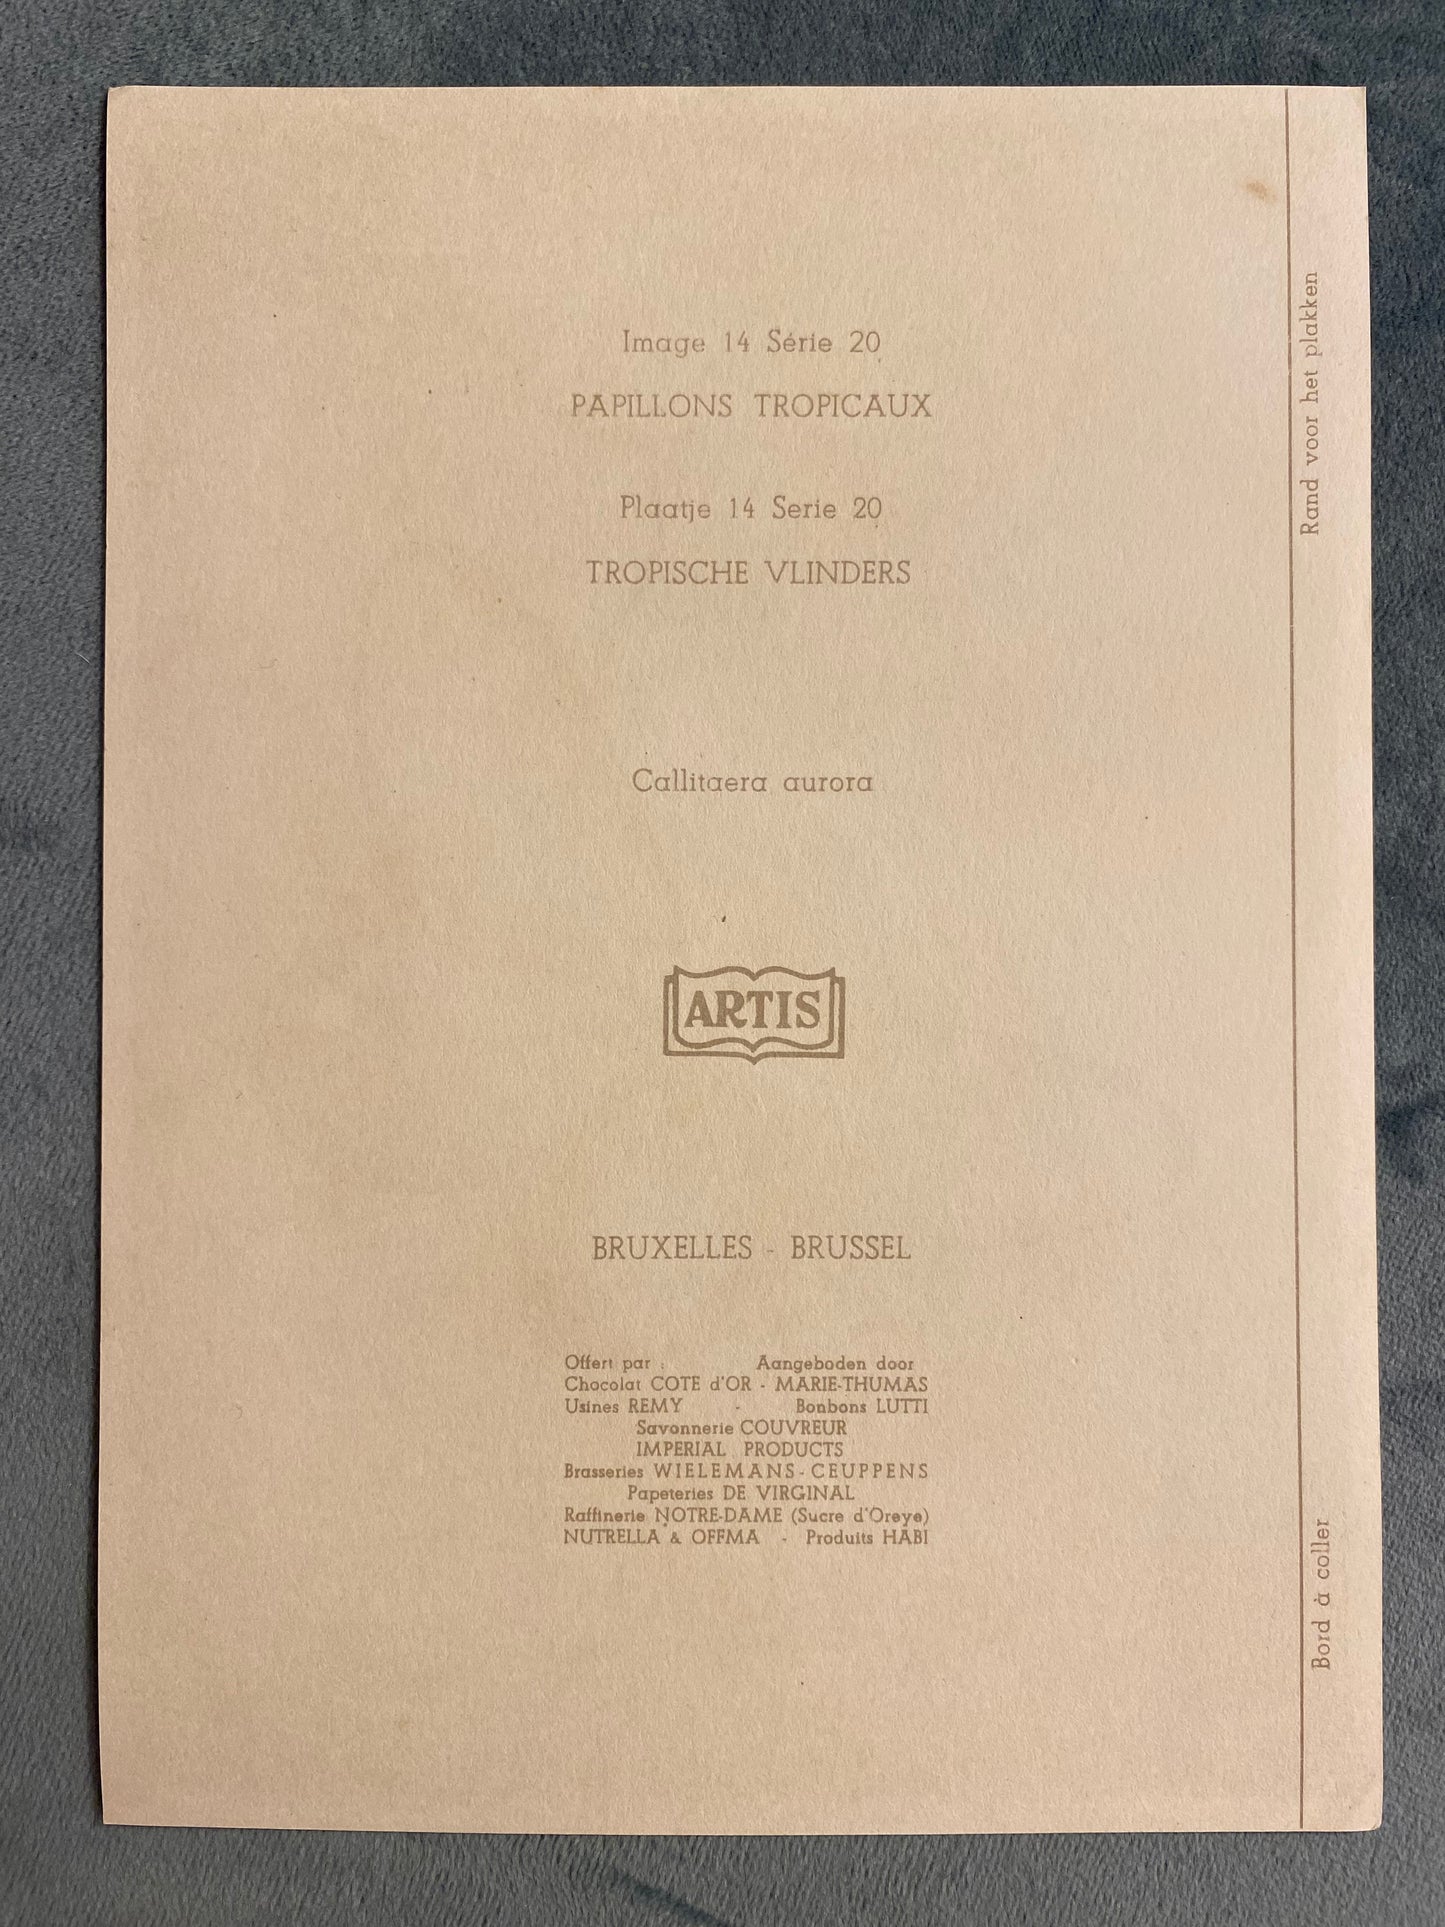 Image 14 Série 20
PAPILLONS TROPICAUX
Plaatje 14 Serie 20
TROPISCHE VLINDERS
Callitaera aurora
ARTIS
BRUXELLES - BRUSSEL
Offert par : Aangeboden door
Chocolat COTE d'OR - MARIE-THUMAS
Usines REMY - Bonbons LUTTI
Savonnerie COUVREUR
IMPERIAL PRODUCTS
Brasseries WIELEMANS-CEUPPENS
Papeteries DE VIRGINAL
Raffinerie NOTRE-DAME (Sucre d'Oreye)
NUTRELLA & OFFMA - Produits HABI
Rand voor het plakken
Bord à coller